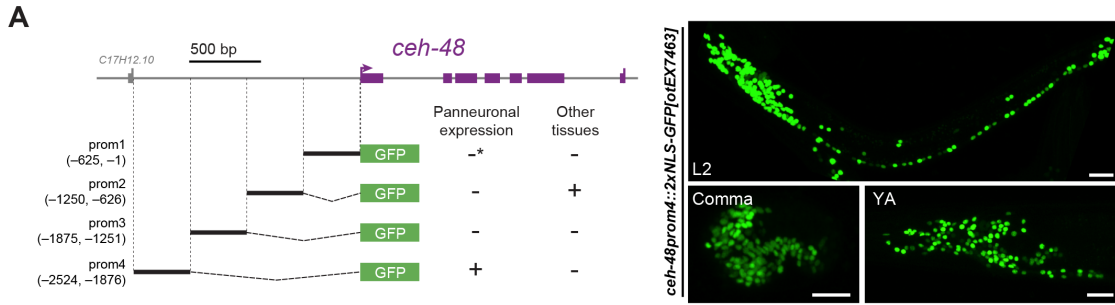 A
500 bp
ceh-48
C17H12.10
Panneuronal
expression
Other
tissues
prom1
(–625, –1)
GFP
-*
-
prom2
(–1250, –626)
GFP
-
+
prom3
(–1875, –1251)
GFP
-
-
prom4
(–2524, –1876)
GFP
+
-
ceh-48prom4::2xNLS-GFP[otEX7463]
L2
Comma
YA